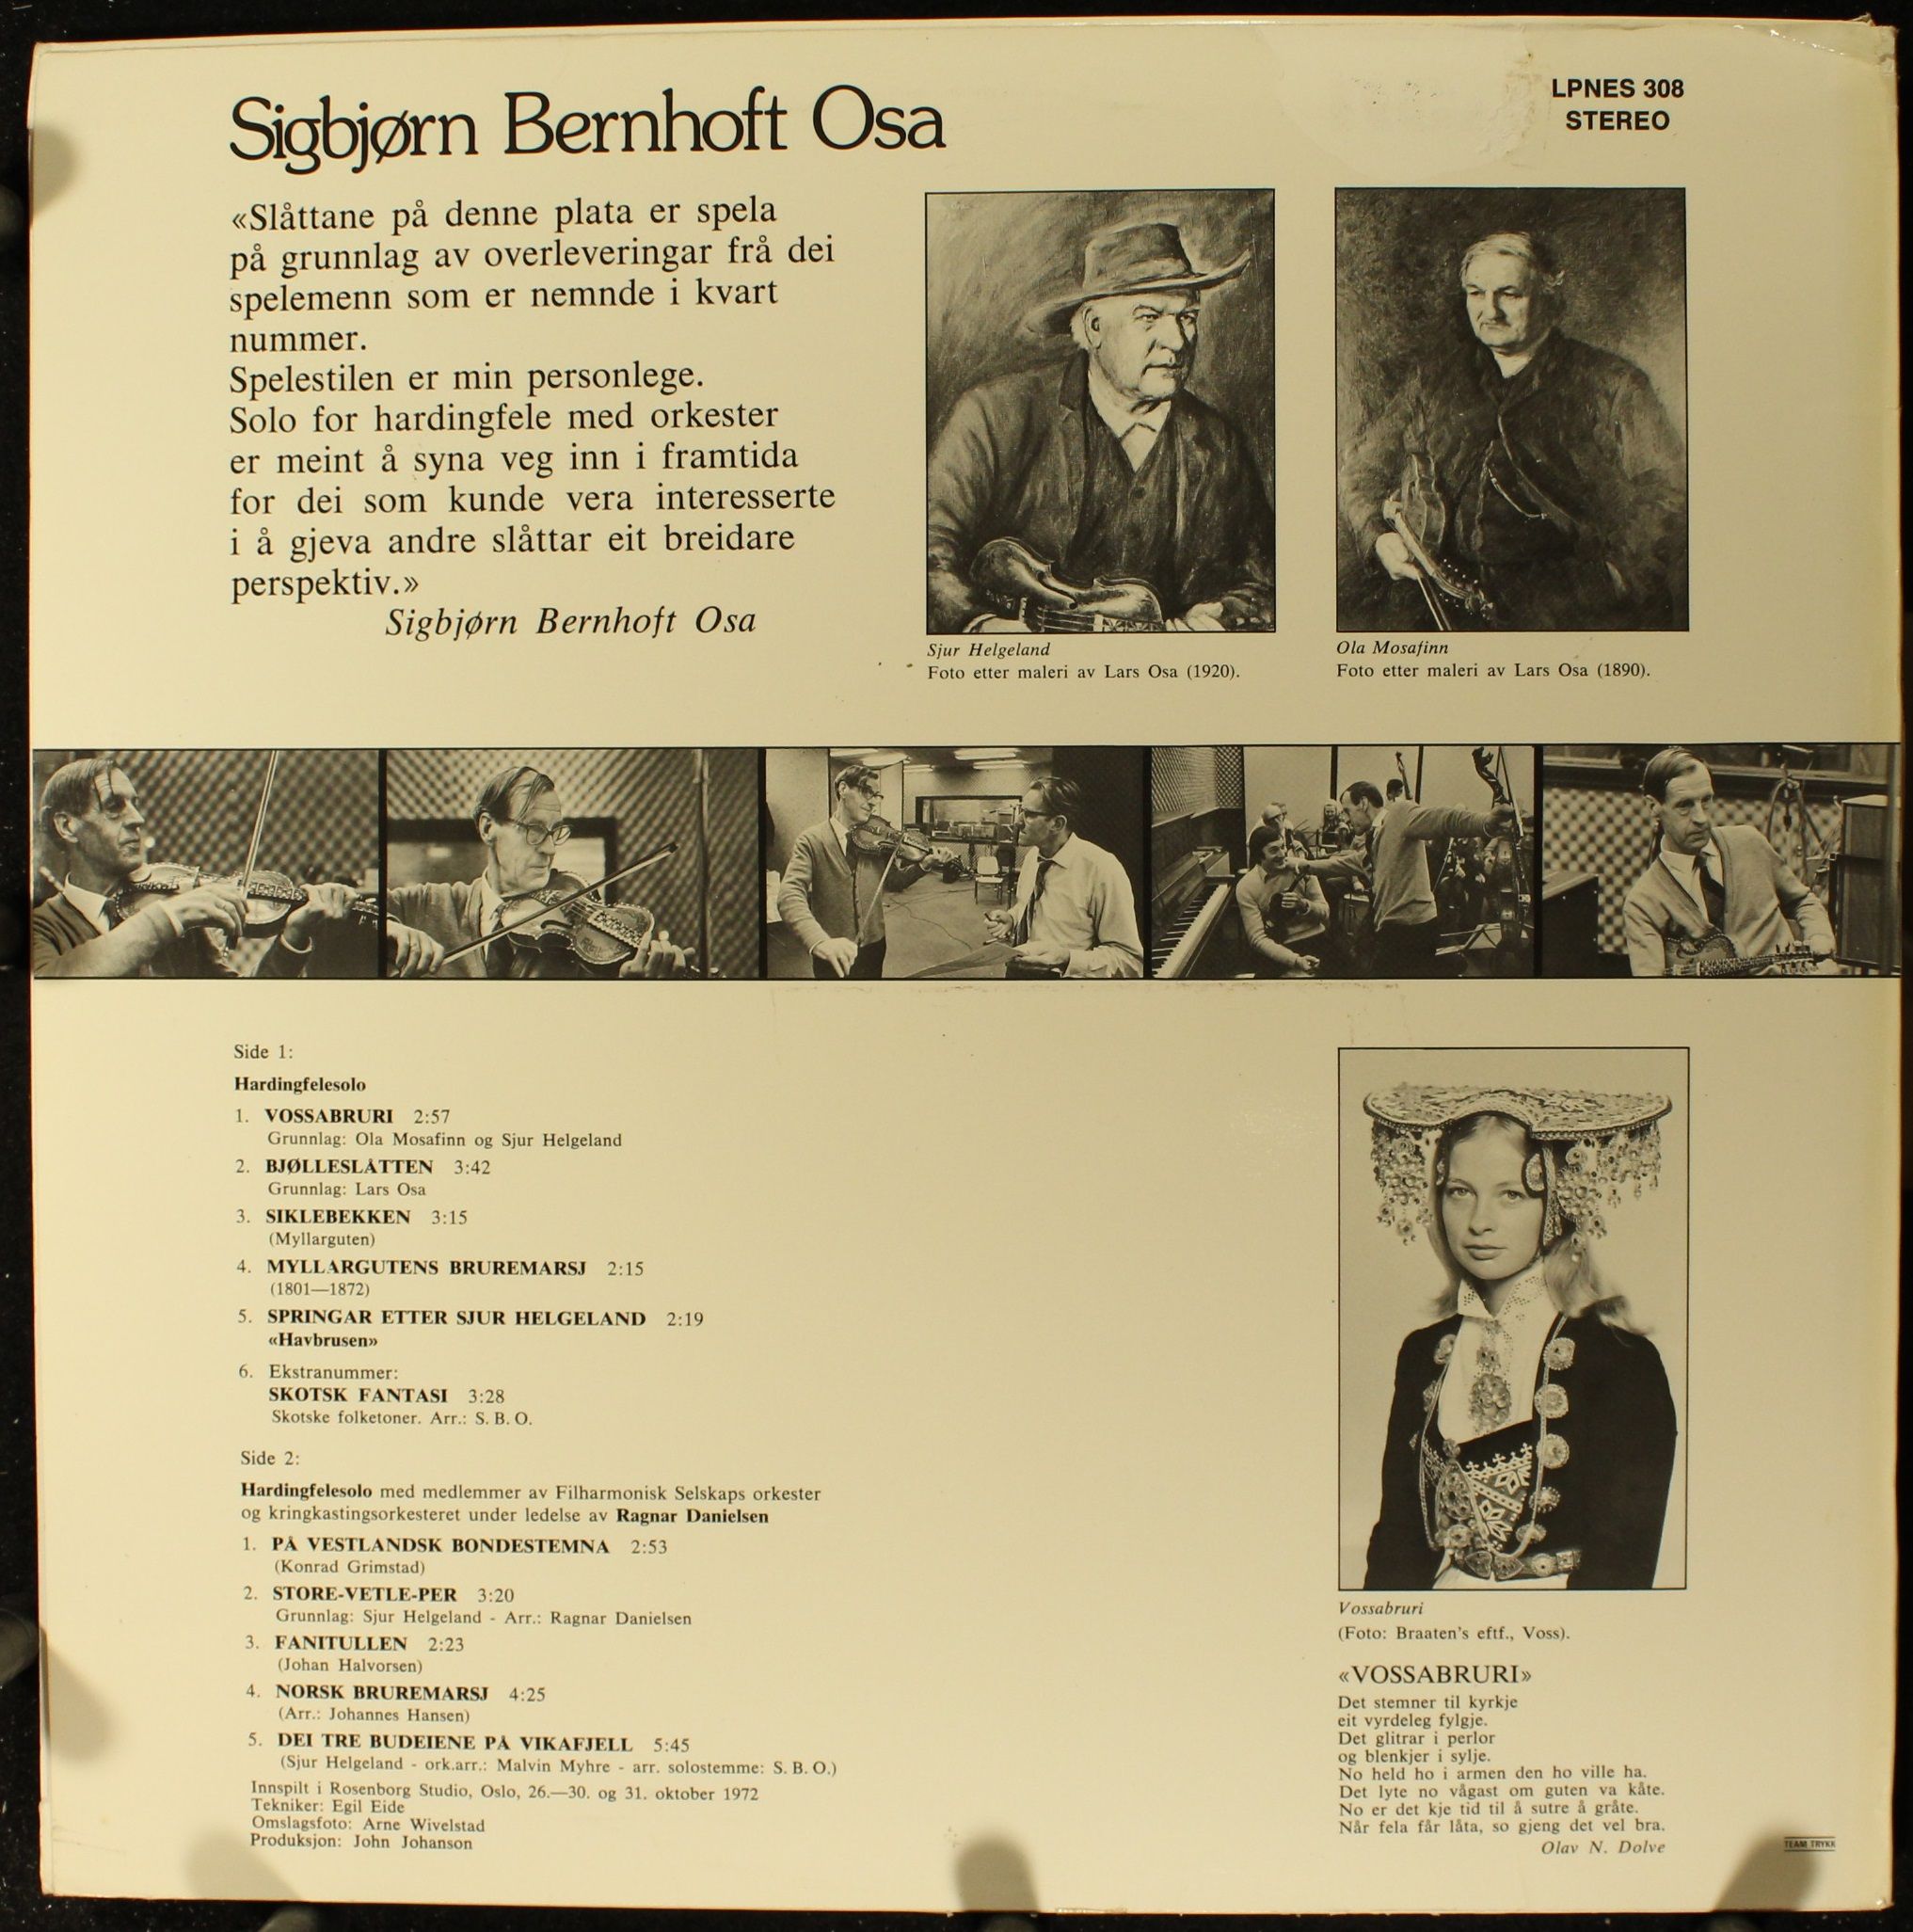 Sigbjørn Bernhoft Osa
LPNES 308
STEREO
«Slåttane på denne plata er spela
på grunnlag av overleveringar frå dei
spelemenn som er nemnde i kvart
nummer.
Spelestilen er min personlege.
Solo for hardingfele med orkester
er meint å syna veg inn i framtida
for dei som kunde vera interesserte
i å gjeva andre slåttar eit breidare
perspektiv.»
Sigbjørn Bernhoft Osa
Sjur Helgeland
Foto etter maleri av Lars Osa (1920).
Ola Mosafinn
Foto etter maleri av Lars Osa (1890).
Side 1:
Hardingfelesolo
1. VOSSABRURI 2:57
Grunnlag: Ola Mosafinn og Sjur Helgeland
2. BJØLLESLÅTTEN 3:42
Grunnlag: Lars Osa
3. SIKLEBEKKEN 3:15
(Myllarguten)
4. MYLLARGUTENS BRUREMARSJ 2:15
(1801—1872)
5. SPRINGAR ETTER SJUR HELGELAND 2:19
«Havbrusen»
6. Ekstranummer:
SKOTSK FANTASI 3:28
Skotske folketoner. Arr.: S. B. O.
Side 2:
Hardingfelesolo med medlemmer av Filharmonisk Selskaps orkester
og kringkastingsorkesteret under ledelse av Ragnar Danielsen
1. PÅ VESTLANDSK BONDESTEMNA 2:53
(Konrad Grimstad)
2. STORE-VETLE-PER 3:20
Grunnlag: Sjur Helgeland - Arr.: Ragnar Danielsen
3. FANITULLEN 2:23
(Johan Halvorsen)
4. NORSK BRUREMARSJ 4:25
(Arr.: Johannes Hansen)
5. DEI TRE BUDEIENE PÅ VIKAFJELL 5:45
(Sjur Helgeland - ork.arr.: Malvin Myhre - arr. solostemme: S. B. O.)
Innspilt i Rosenborg Studio, Oslo, 26.—30. og 31. oktober 1972
Tekniker: Egil Eide
Omslagsfoto: Arne Wivelstad
Produksjon: John Johanson
Vossabruri
(Foto: Braaten's eftf., Voss).
«VOSSABRURI»
Det stemner til kyrkje
eit vyrdeleg fylgje.
Det glitrar i perlor
og blenkjer i sylje.
No held ho i armen den ho ville ha.
Det lyte no vågast om guten va kåte.
No er det kje tid til å sutre å gråte.
Når fela får låta, so gjeng det vel bra.
Olav N. Dolve
TEAM TRYKK